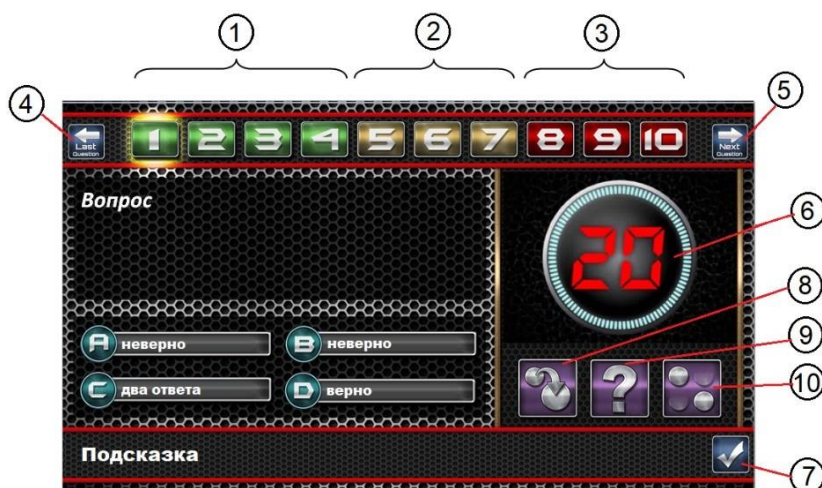 1 2 3
4 5
Last Question
1 2 3 4 5 6 7 8 9 10
Next Question
Вопрос
20
6
8
A неверно
B неверно
9
C два ответа
D верно
?
10
Подсказка
7